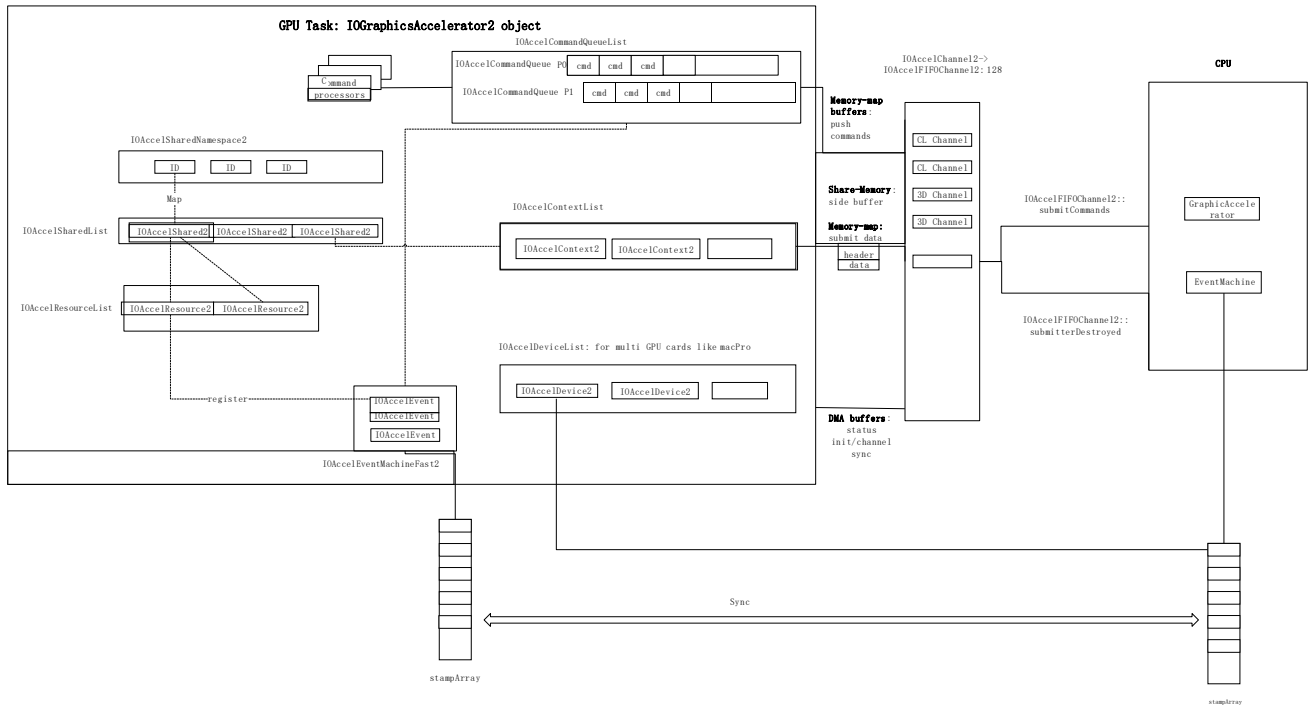 GPU Task: IOGraphicsAccelerator2 object
IOAccelCommandQueueList
IOAccelCommandQueue P0
cmd
cmd
cmd
IOAccelCommandQueue P1
cmd
cmd
cmd
Command
processors
IOAccelChannel2->
IOAccelFIFOChannel2:128
CPU
Memory-map
buffers:
push
commands
CL Channel
CL Channel
3D Channel
3D Channel
IOAccelSharedNamespace2
ID
ID
ID
Map
Share-Memory:
side buffer
IOAccelFIFOChannel2::
submitCommands
GraphicAccele
rator
IOAccelContextList
IOAccelSharedList
IOAccelShared2
IOAccelShared2
IOAccelShared2
Memory-map:
submit data
IOAccelContext2
IOAccelContext2
header
data
EventMachine
IOAccelResourceList
IOAccelResource2
IOAccelResource2
IOAccelFIFOChannel2::
submitterDestroyed
IOAccelDeviceList: for multi GPU cards like macPro
IOAccelDevice2
IOAccelDevice2
register
IOAccelEvent
IOAccelEvent
IOAccelEvent
DMA buffers:
status
init/channel
sync
IOAccelEventMachineFast2
Sync
stampArray
stampArray